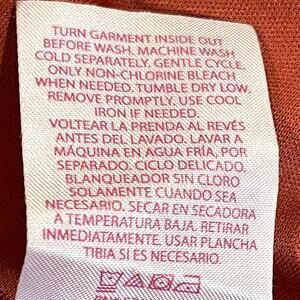 TURN GARMENT INSIDE OUT
BEFORE WASH. MACHINE WASH
COLD SEPARATELY, GENTLE CYCLE.
ONLY NON-CHLORINE BLEACH
WHEN NEEDED. TUMBLE DRY LOW.
REMOVE PROMPTLY. USE COOL
IRON IF NEEDED.
VOLTEAR LA PRENDA AL REVÉS
ANTES DEL LAVADO. LAVAR A
MÁQUINA EN AGUA FRÍA, POR
SEPARADO. CICLO DELICADO.
BLANQUEADOR SIN CLORO
SOLAMENTE CUANDO SEA
NECESARIO. SECAR EN SECADORA
A TEMPERATURA BAJA. RETIRAR
INMEDIATAMENTE. USAR PLANCHA
TIBIA SI ES NECESARIO.